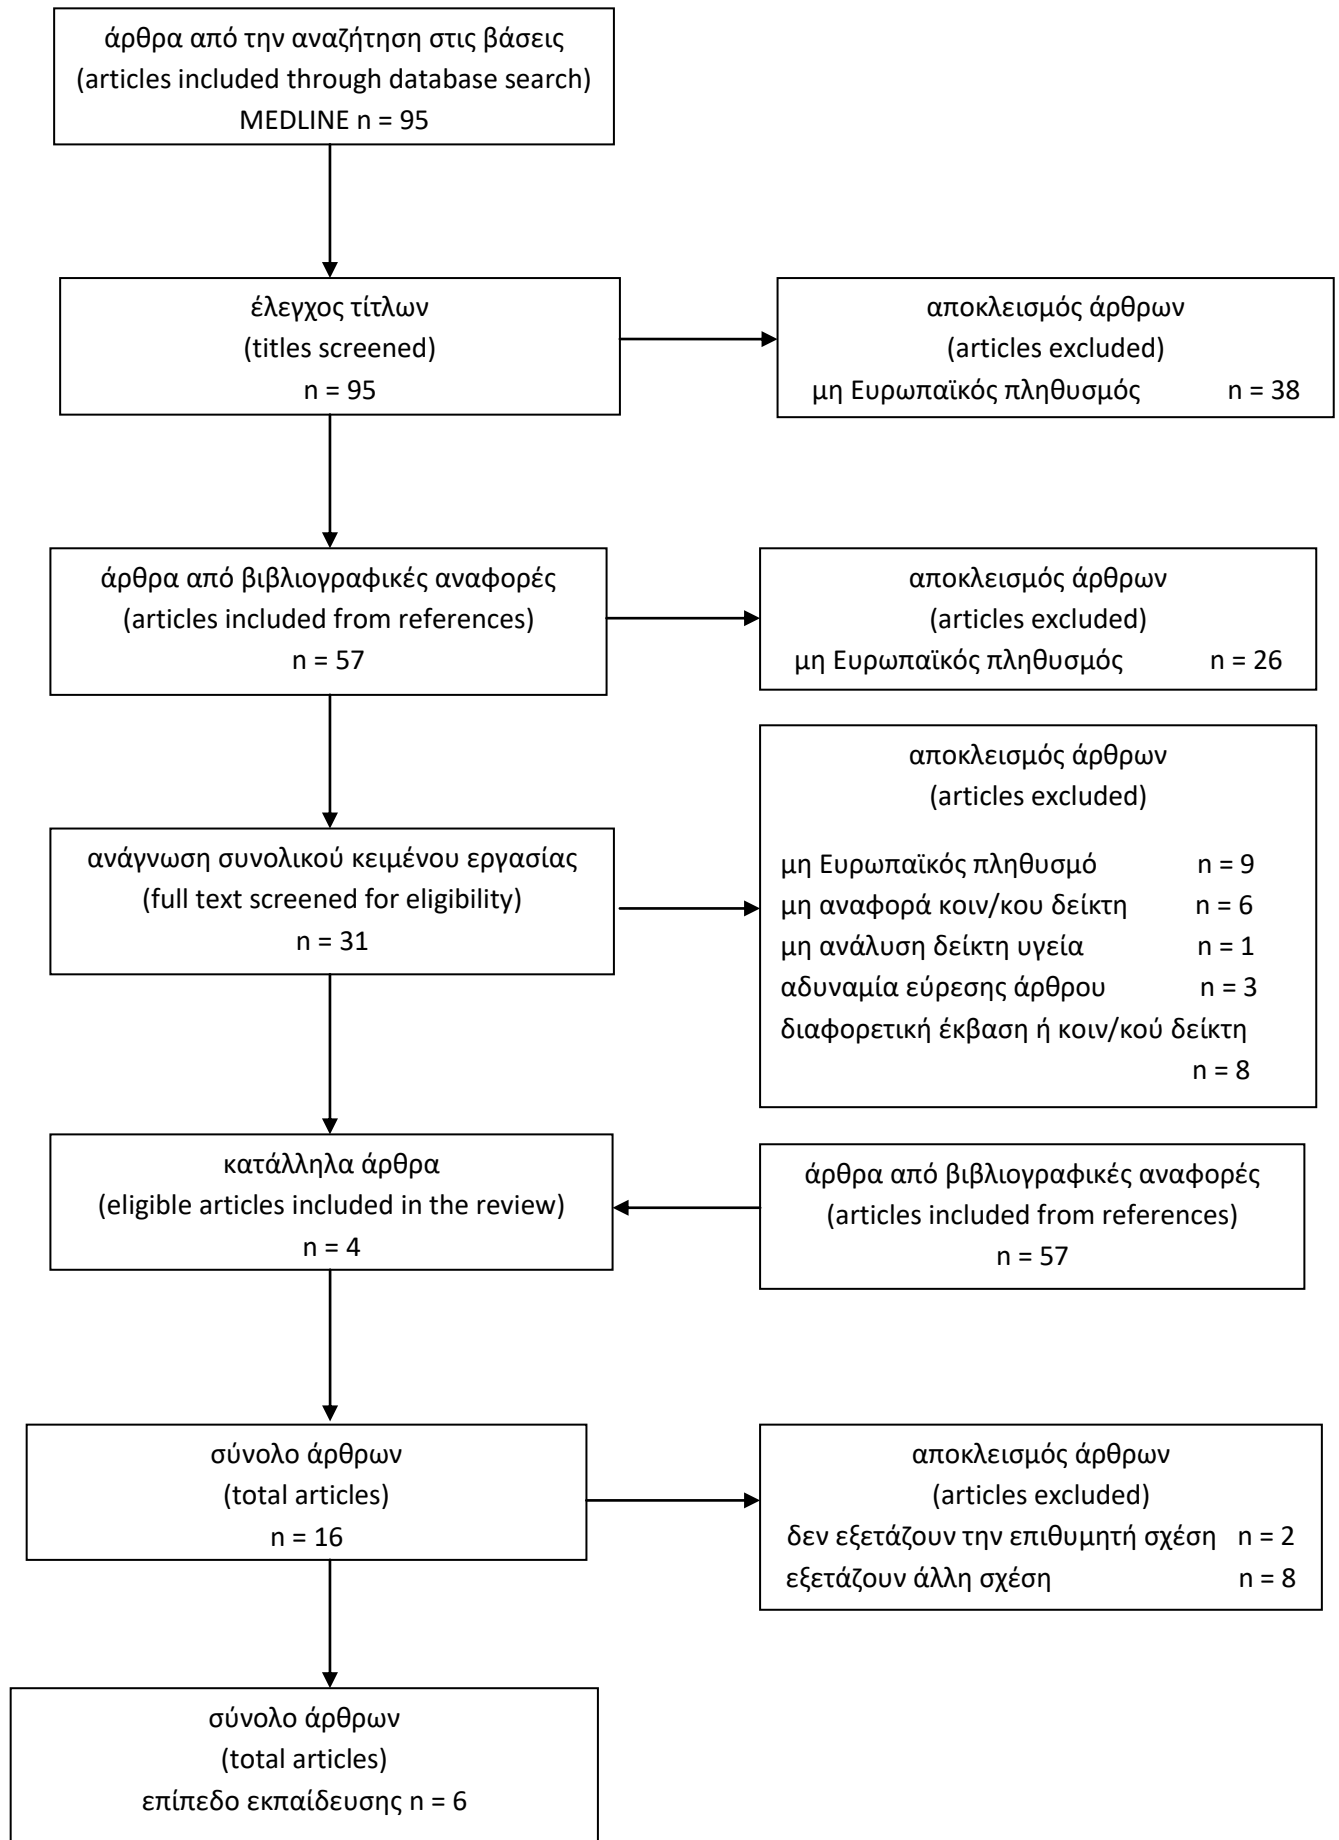 άρθρα από την αναζήτηση στις βάσεις
(articles included through database search)
MEDLINE n = 95
έλεγχος τίτλων
(titles screened)
n = 95
αποκλεισμός άρθρων
(articles excluded)
μη Ευρωπαϊκός πληθυσμός n = 38
άρθρα από βιβλιογραφικές αναφορές
(articles included from references)
n = 57
αποκλεισμός άρθρων
(articles excluded)
μη Ευρωπαϊκός πληθυσμός n = 26
ανάγνωση συνολικού κειμένου εργασίας
(full text screened for eligibility)
n = 31
αποκλεισμός άρθρων
(articles excluded)
μη Ευρωπαϊκός πληθυσμό n = 9
μη αναφορά κοιν/κου δείκτη n = 6
μη ανάλυση δείκτη υγεία n = 1
αδυναμία εύρεσης άρθρου n = 3
διαφορετική έκβαση ή κοιν/κού δείκτη
n = 8
κατάλληλα άρθρα
(eligible articles included in the review)
n = 4
άρθρα από βιβλιογραφικές αναφορές
(articles included from references)
n = 57
σύνολο άρθρων
(total articles)
n = 16
αποκλεισμός άρθρων
(articles excluded)
δεν εξετάζουν την επιθυμητή σχέση n = 2
εξετάζουν άλλη σχέση n = 8
σύνολο άρθρων
(total articles)
επίπεδο εκπαίδευσης n = 6